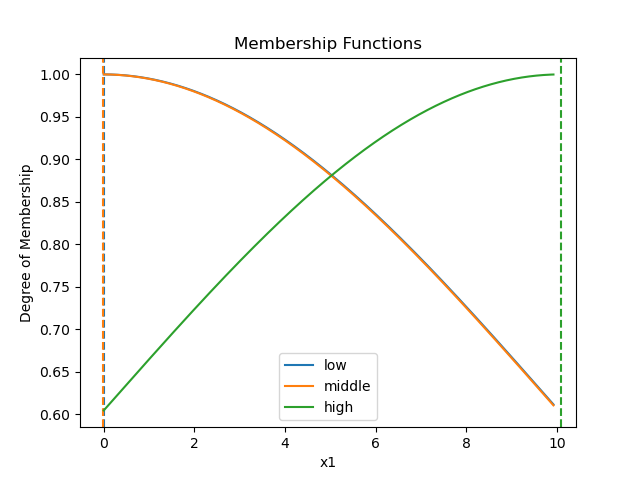 Membership Functions
Degree of Membership
1.00
0.95
0.90
0.85
0.80
0.75
0.70
0.65
0.60
low
middle
high
0 2 4 6 8 10
x1